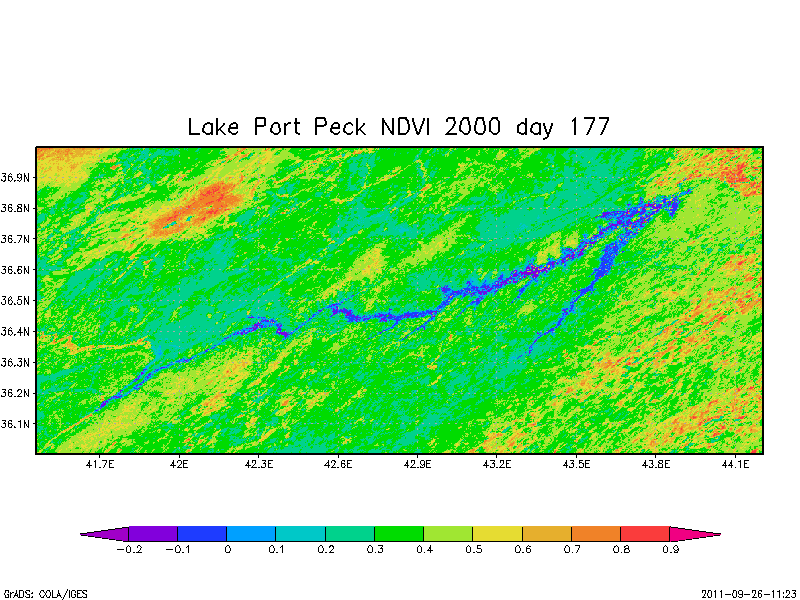 Lake Port Peck NDVI 2000 day 177
36.9N
36.8N
36.7N
36.6N
36.5N
36.4N
36.3N
36.2N
36.1N
41.7E 42E 42.3E 42.6E 42.9E 43.2E 43.5E 43.8E 44.1E
-0.2 -0.1 0 0.1 0.2 0.3 0.4 0.5 0.6 0.7 0.8 0.9
GrADS: COLA/IGES 2011-09-26-11:23